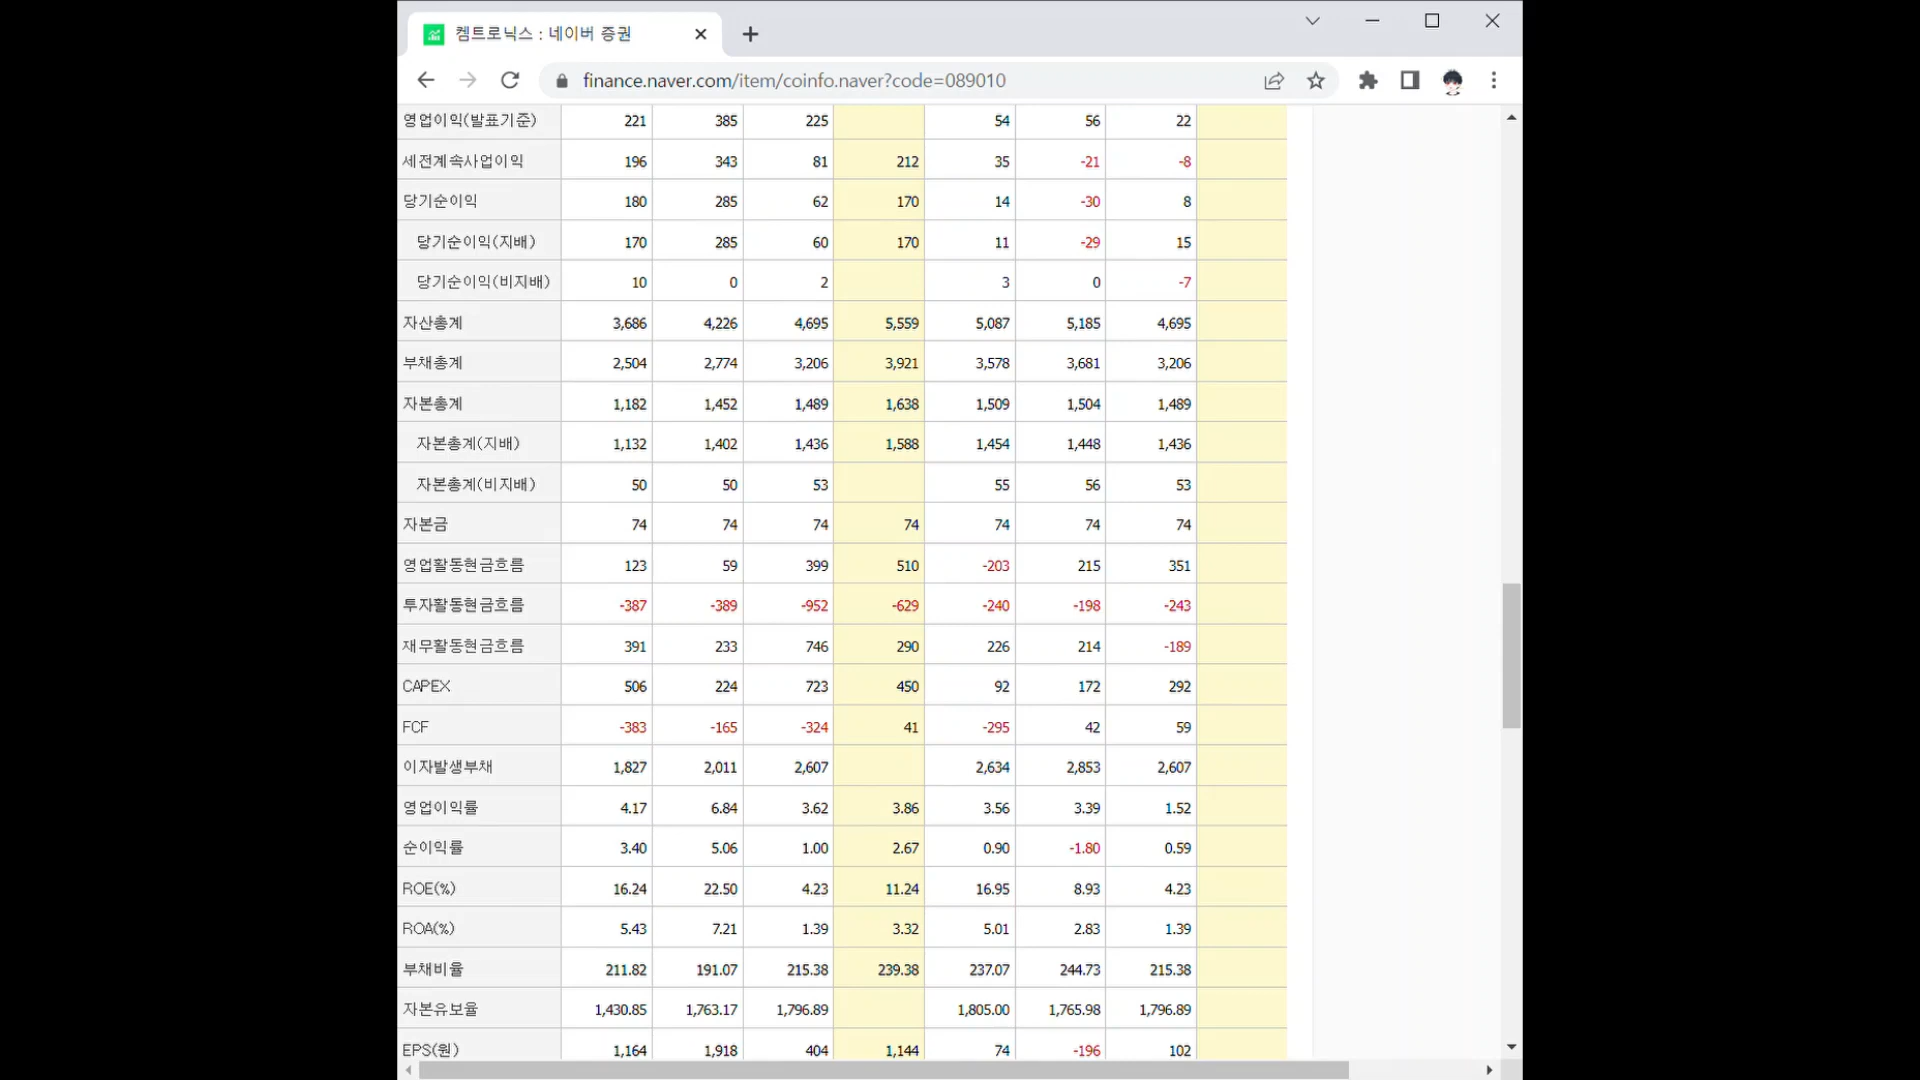 켐트로닉스 : 네이버 증권
finance.naver.com/item/coinfo.naver?code=089010
영업이익(발표기준) 221 385 225 54 56 22
세전계속사업이익 196 343 81 212 35 -21 -8
당기순이익 180 285 62 170 14 -30 8
당기순이익(지배) 170 285 60 170 11 -29 15
당기순이익(비지배) 10 0 2 3 0 -7
자산총계 3,686 4,226 4,695 5,559 5,087 5,185 4,695
부채총계 2,504 2,774 3,206 3,921 3,578 3,681 3,206
자본총계 1,182 1,452 1,489 1,638 1,509 1,504 1,489
자본총계(지배) 1,132 1,402 1,436 1,588 1,454 1,448 1,436
자본총계(비지배) 50 50 53 55 56 53
자본금 74 74 74 74 74 74 74
영업활동현금흐름 123 59 399 510 -203 215 351
투자활동현금흐름 -387 -389 -952 -629 -240 -198 -243
재무활동현금흐름 391 233 746 290 226 214 -189
CAPEX 506 224 723 450 92 172 292
FCF -383 -165 -324 41 -295 42 59
이자발생부채 1,827 2,011 2,607 2,634 2,853 2,607
영업이익률 4.17 6.84 3.62 3.86 3.56 3.39 1.52
순이익률 3.40 5.06 1.00 2.67 0.90 -1.80 0.59
ROE(%) 16.24 22.50 4.23 11.24 16.95 8.93 4.23
ROA(%) 5.43 7.21 1.39 3.32 5.01 2.83 1.39
부채비율 211.82 191.07 215.38 239.38 237.07 244.73 215.38
자본유보율 1,430.85 1,763.17 1,796.89 1,805.00 1,765.98 1,796.89
EPS(원) 1,164 1,918 404 1,144 74 -196 102